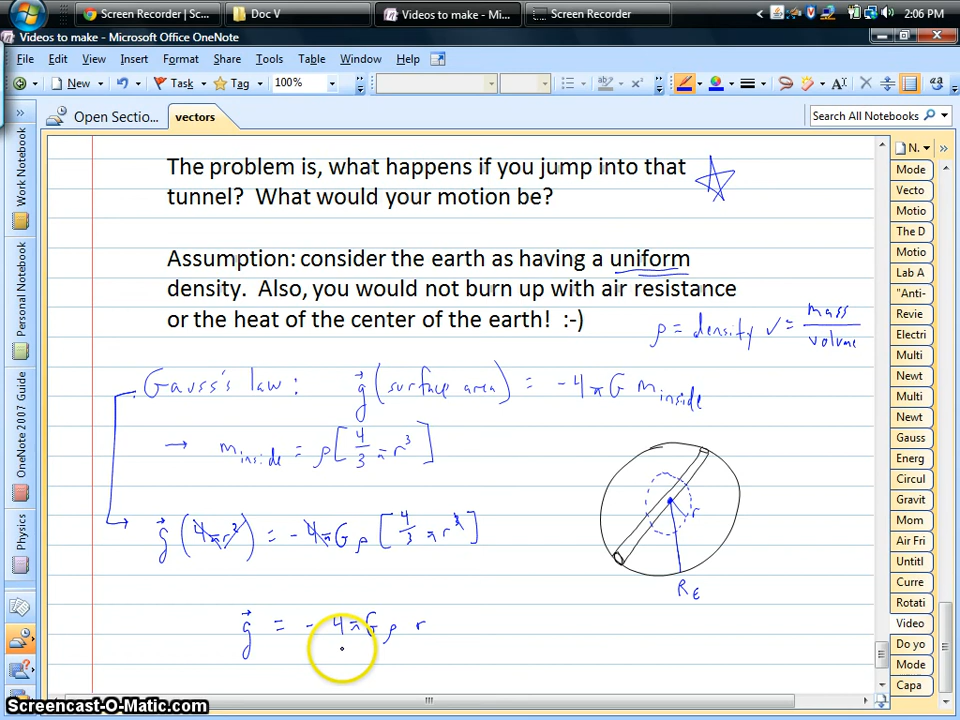 Screen Recorder | Sc...
Doc V
Videos to make - Mi...
Screen Recorder
2:06 PM
Videos to make - Microsoft Office OneNote
File Edit View Insert Format Share Tools Table Window Help
New Task Tag 100%
Open Sectio... vectors
Search All Notebooks
Work Notebook
Personal Notebook
OneNote 2007 Guide
Physics
The problem is, what happens if you jump into that
tunnel? What would your motion be?
Assumption: consider the earth as having a uniform
density. Also, you would not burn up with air resistance
or the heat of the center of the earth! :-)
ρ = density ✓ = mass / volume
Gauss's law: g⃗ (surface area) = -4πG m inside
→ m inside = ρ[4/3 πr³]
→ g⃗ (4πr²) = -4πGρ [4/3 πr³]
r
R_E
g⃗ = - 4πGρ r
N.
Mode
Vecto
Motio
The D
Motio
Lab A
"Anti-
Revie
Electri
Multi
Newt
Multi
Newt
Gauss
Energ
Circul
Gravit
Mom
Air Fri
Untitl
Curre
Rotati
Video
Do yo
Mode
Capa
Screencast-O-Matic.com